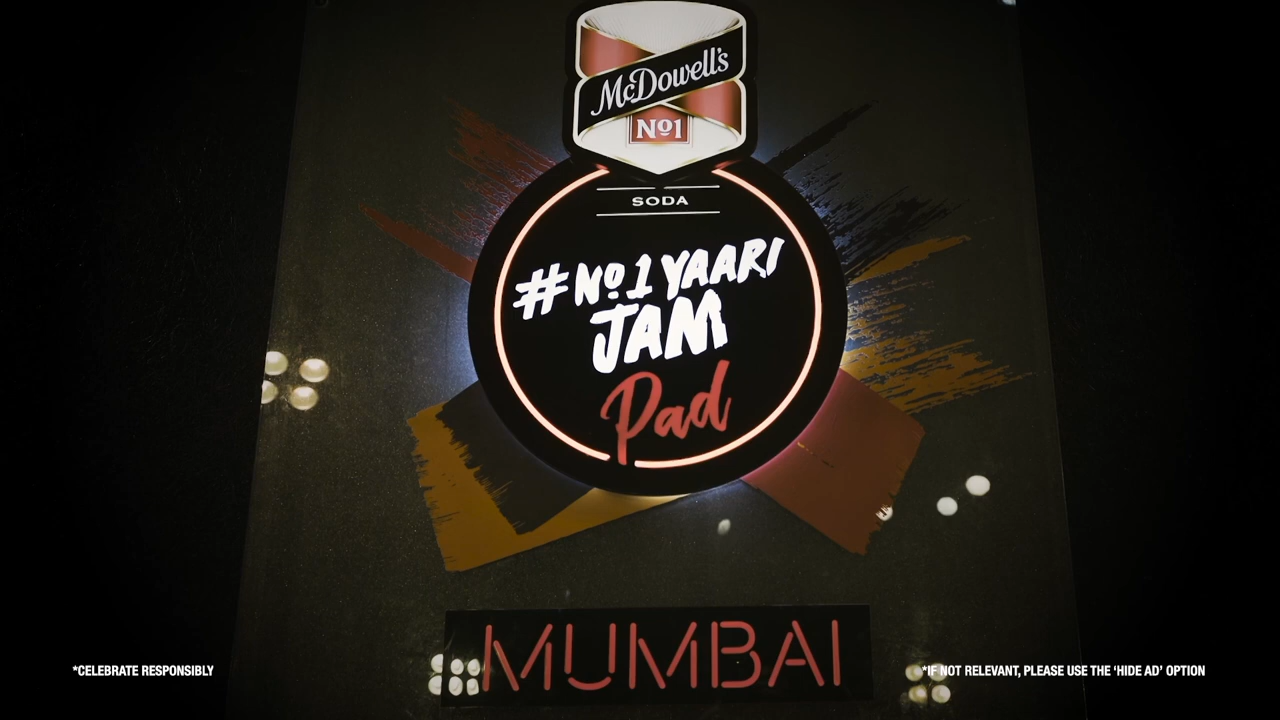 McDowell's
No1
SODA
#No1 YAARI
JAM
Pad
MUMBAI
*CELEBRATE RESPONSIBLY
*IF NOT RELEVANT, PLEASE USE THE 'HIDE AD' OPTION